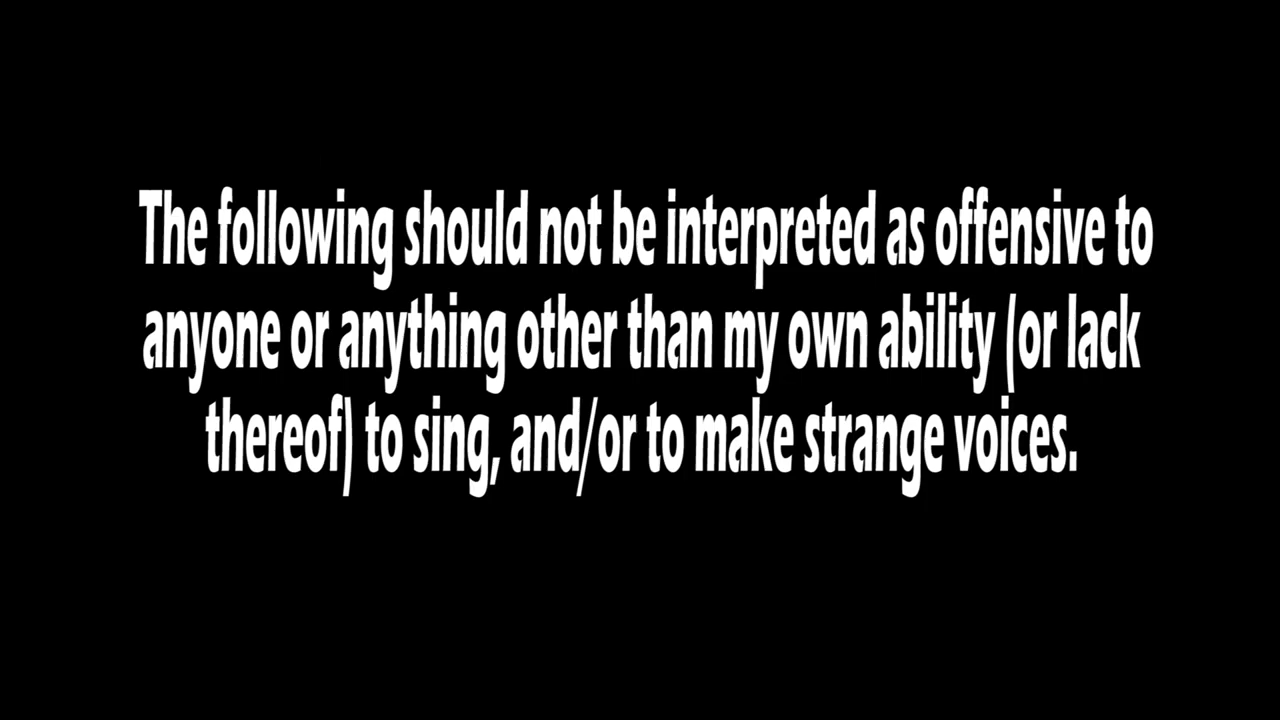 The following should not be interpreted as offensive to
anyone or anything other than my own ability (or lack
thereof) to sing, and/or to make strange voices.